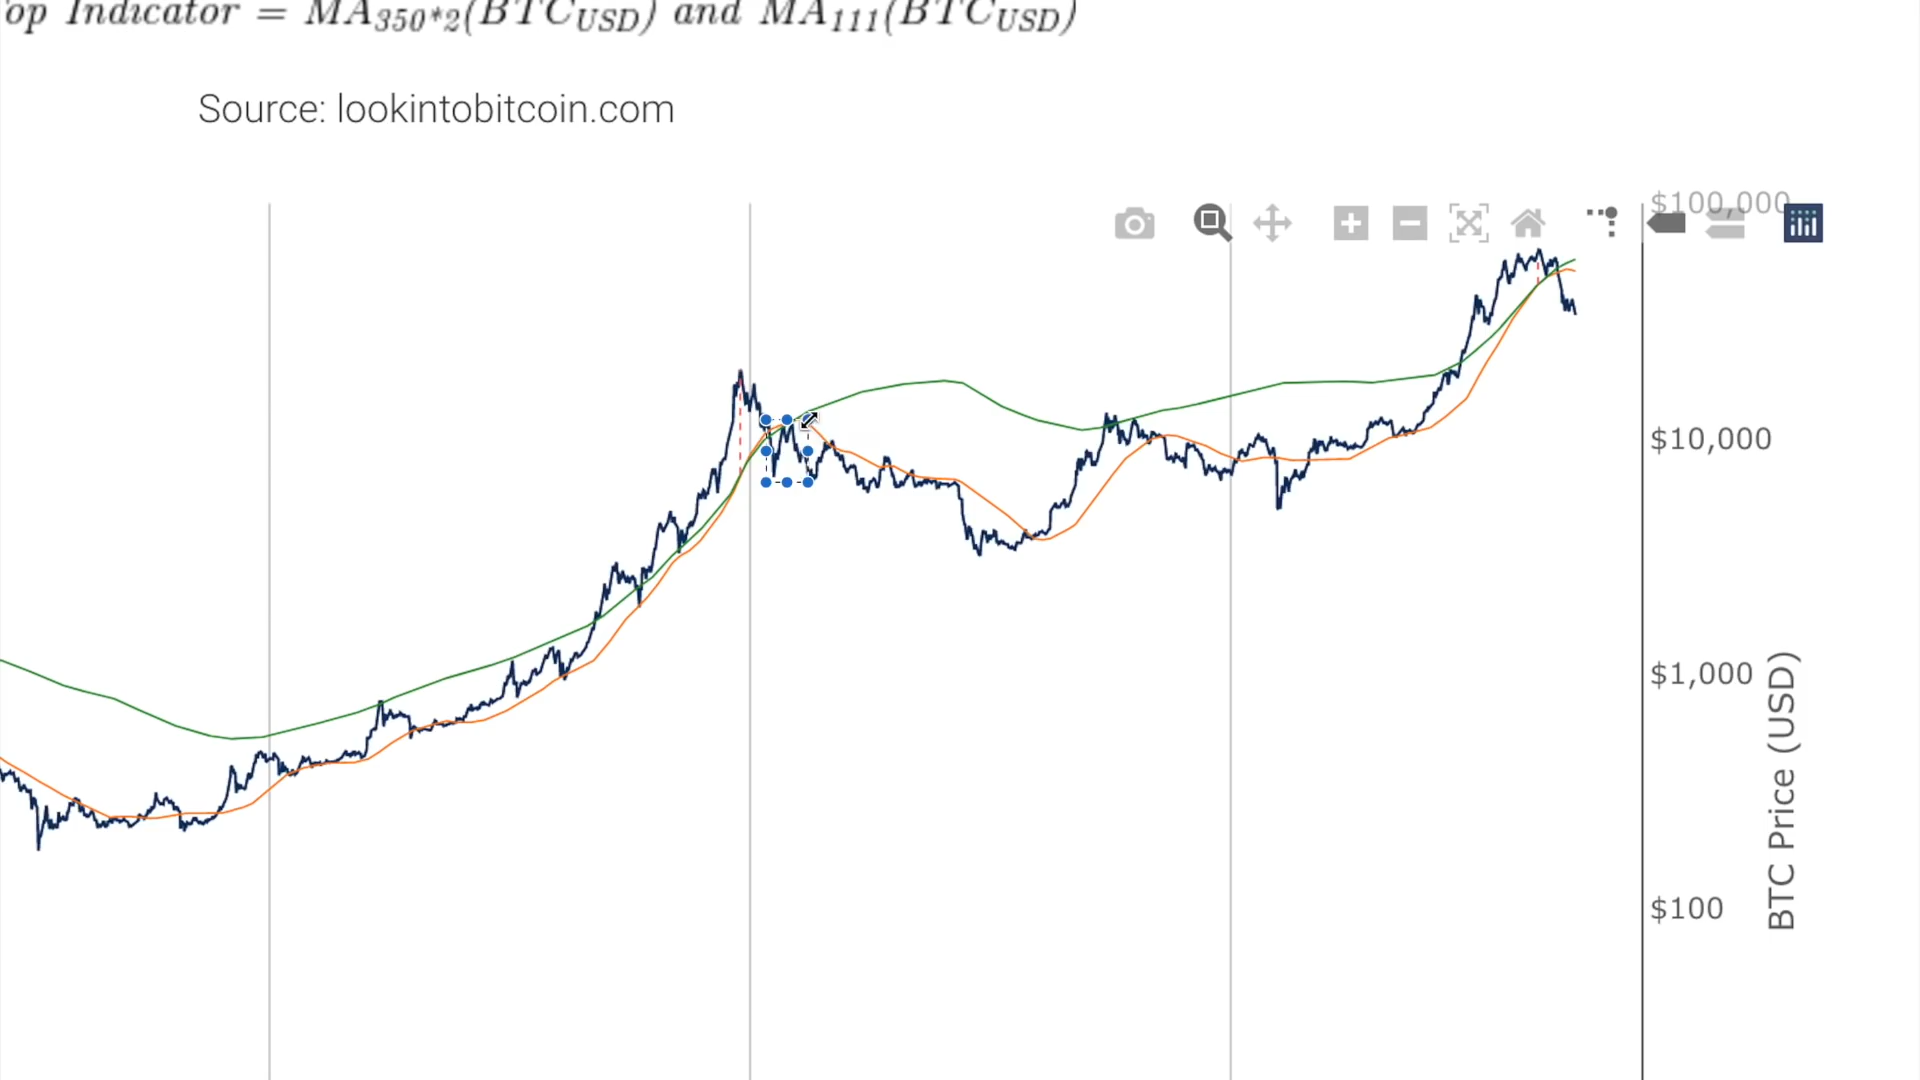 op Indicator = MA350*2(BTCUSD) and MA111(BTCUSD)
Source: lookintobitcoin.com
$100,000
$10,000
$1,000
$100
BTC Price (USD)